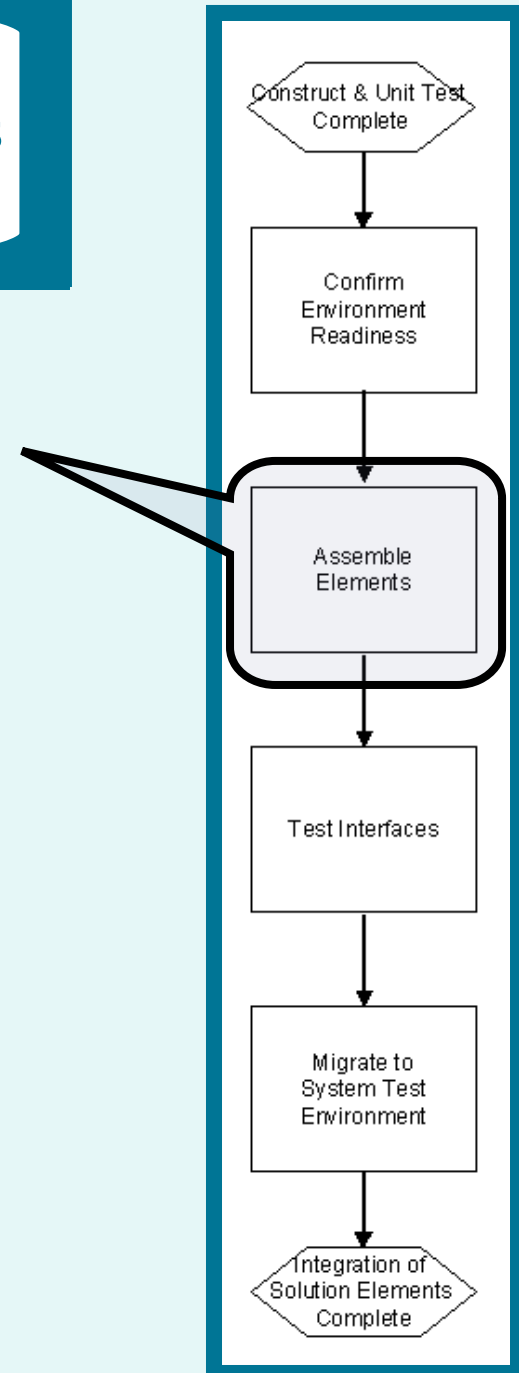 Construct & Unit Test
Complete
Confirm
Environment
Readiness
Assemble
Elements
Test Interfaces
Migrate to
System Test
Environment
Integration of
Solution Elements
Complete